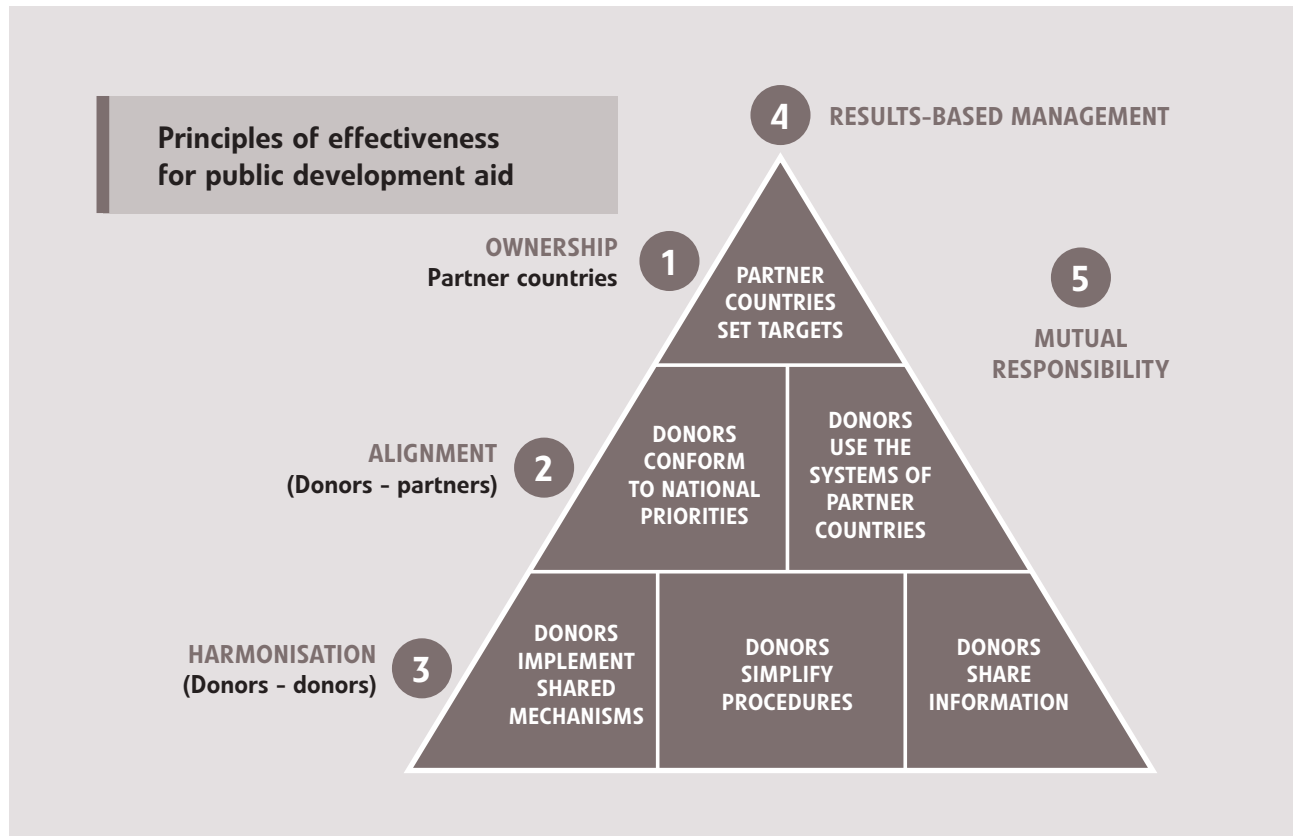 Principles of effectiveness
for public development aid
4
RESULTS-BASED MANAGEMENT
OWNERSHIP
Partner countries
1
PARTNER
COUNTRIES
SET TARGETS
5
MUTUAL
RESPONSIBILITY
ALIGNMENT
(Donors - partners)
2
DONORS
CONFORM
TO NATIONAL
PRIORITIES
DONORS
USE THE
SYSTEMS OF
PARTNER
COUNTRIES
HARMONISATION
(Donors - donors)
3
DONORS
IMPLEMENT
SHARED
MECHANISMS
DONORS
SIMPLIFY
PROCEDURES
DONORS
SHARE
INFORMATION